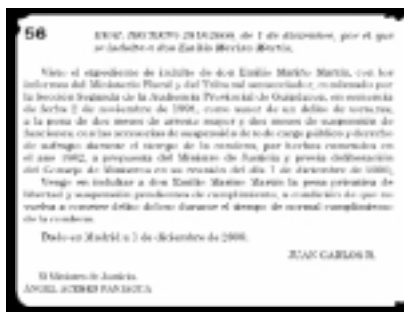 56 REAL DECRETO 2018/2000, de 1 de diciembre, por el que
se indulta a don Emilio Merino Martín.
Visto el expediente de indulto de don Emilio Merino Martín, con los
informes del Ministerio Fiscal y del Tribunal sentenciador, condenado por
la Sección Segunda de la Audiencia Provincial de, en sentencia
de fecha 2 de noviembre de 1998, como autor de un delito de
a la pena de dos meses de arresto mayor y dos meses de suspensión de
funciones, con las accesorias de suspensión de todo cargo público y derecho
de sufragio durante el tiempo de la condena, por hechos cometidos en
el año 1992, a propuesta del Ministro de Justicia y previa deliberación
del Consejo de Ministros en su reunión del día 1 de diciembre de 2000,
Vengo en indultar a don Emilio Merino Martín la pena privativa de
libertad y suspensión pendientes de cumplimiento, a condición de que no
vuelva a cometer delito doloso durante el tiempo de normal cumplimiento
de la condena.
Dado en Madrid a 1 de diciembre de 2000.
JUAN CARLOS R.
El Ministro de Justicia,
ÁNGEL ACEBES PANIAGUA